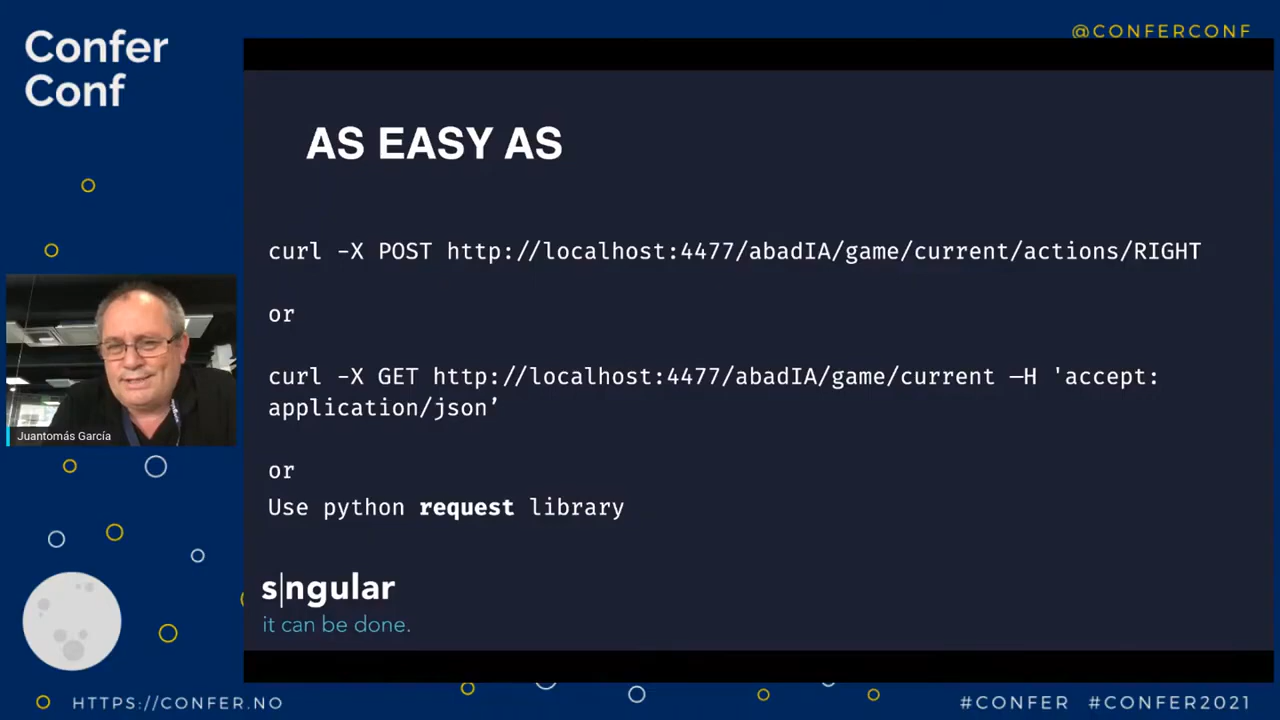 Confer
Conf
@CONFERCONF
AS EASY AS
curl -X POST http://localhost:4477/abadIA/game/current/actions/RIGHT
or
curl -X GET http://localhost:4477/abadIA/game/current –H 'accept:
application/json’
or
Use python request library
Juantomás García
s|ngular
it can be done.
HTTPS://CONFER.NO
#CONFER #CONFER2021